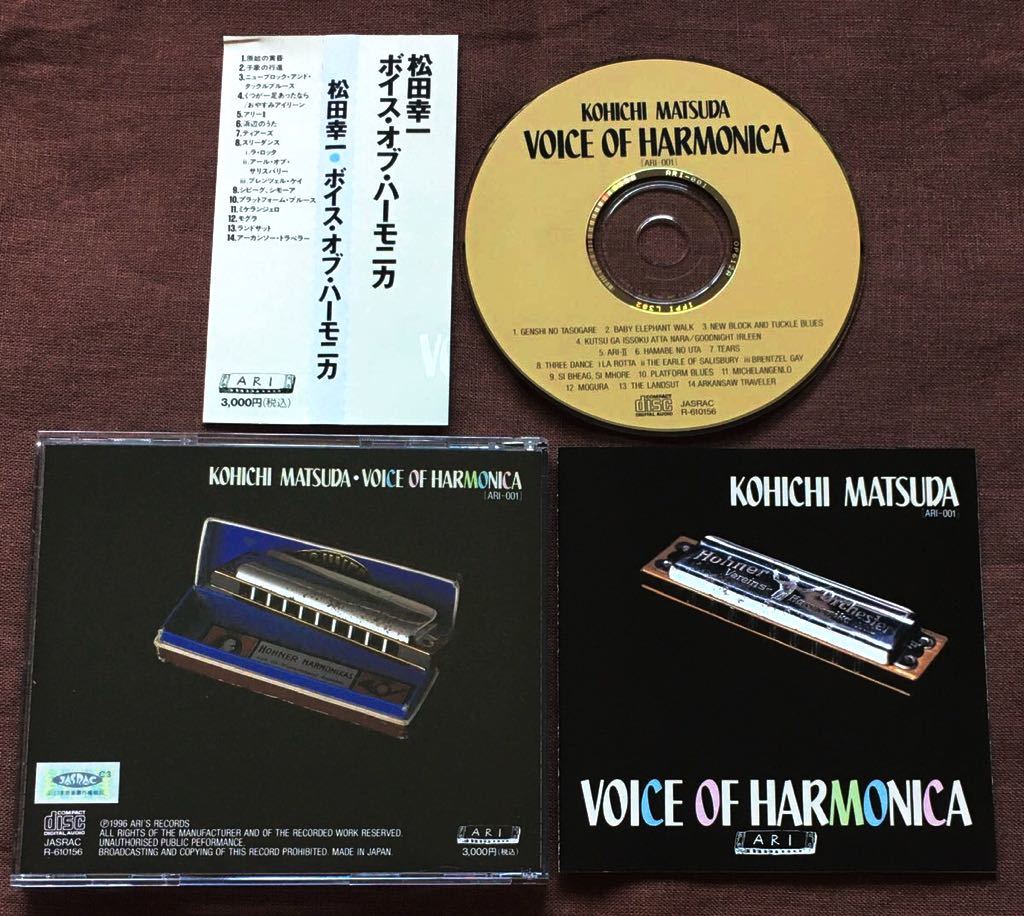 松田幸一
ボイス・オブ・ハーモニカ
松田幸一・ボイス・オブ・ハーモニカ
1.原始の黄昏
2.子象の行進
3.ニューブロック・アンド・
タックルブルース
4.くつが一足あったなら
/おやすみアイリーン
5.アリーⅡ
6.浜辺のうた
7.ティアーズ
8.スリーダンス
i.ラ・ロッタ
ii.アール・オブ・
サリスバリー
iii.ブレンツェル・ケイ
9.シビーグ、シモーア
10.プラットフォーム・ブルース
11.ミケランジェロ
12.モグラ
13.ランドサット
14.アーカンソー・トラベラー
ARI
3,000円(税込)
KOHICHI MATSUDA
VOICE OF HARMONICA
[ARI-001]
ARI-001
IFPI L302
1. GENSHI NO TASOGARE 2. BABY ELEPHANT WALK 3. NEW BLOCK AND TUCKLE BLUES
4. KUTSU GA ISSOKU ATTA NARA/GOODNIGHT IRLEEN
5. ARI-II 6. HAMABE NO UTA 7. TEARS
8. THREE DANCE i LA ROTTA ii THE EARLE OF SALISBURY iii BRENTZEL GAY
9. SI BHEAG, SI MHORE 10. PLATFORM BLUES 11. MICHELANGENLO
12. MOGURA 13. THE LANDSUT 14. ARKANSAW TRAVELER
COMPACT
disc
DIGITAL AUDIO
JASRAC
R-610156
KOHICHI MATSUDA・VOICE OF HARMONICA
[ARI-001]
HOHNER HARMONIKAS
JASRAC
COMPACT
disc
DIGITAL AUDIO
JASRAC
R-610156
Ⓟ1996 ARI'S RECORDS
ALL RIGHTS OF THE MANUFACTURER AND OF THE RECORDED WORK RESERVED.
UNAUTHORISED PUBLIC PEFORMANCE.
BROADCASTING AND COPYING OF THIS RECORD PROHIBITED. MADE IN JAPAN.
ARI
3,000円(税込)
KOHICHI MATSUDA
[ARI-001]
Hohner Orchester
Vereins-
VOICE OF HARMONICA
ARI